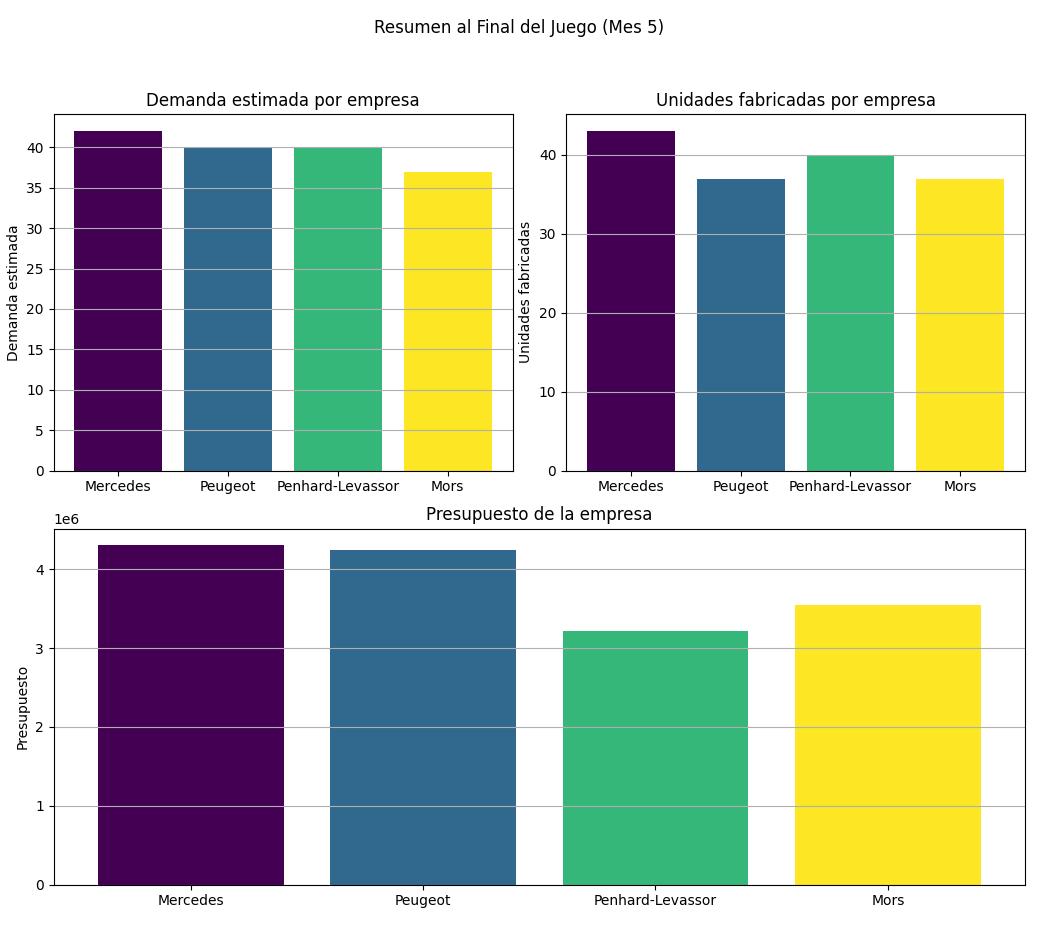 Resumen al Final del Juego (Mes 5)
Demanda estimada por empresa
Demanda estimada
40
35
30
25
20
15
10
5
0
Mercedes Peugeot Penhard-Levassor Mors
Unidades fabricadas por empresa
Unidades fabricadas
40
30
20
10
0
Mercedes Peugeot Penhard-Levassor Mors
Presupuesto de la empresa
1e6
Presupuesto
4
3
2
1
0
Mercedes Peugeot Penhard-Levassor Mors